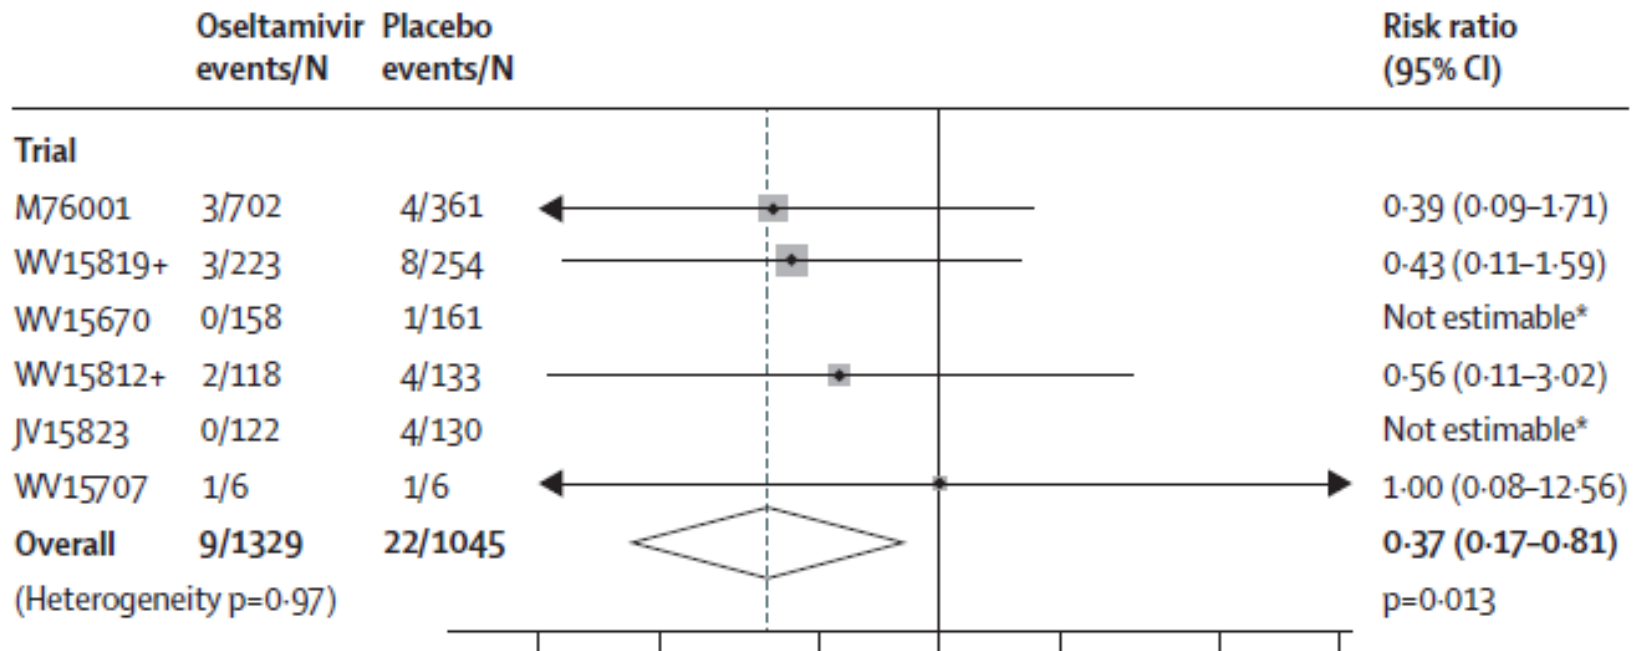 Oseltamivir Placebo Risk ratio
events/N events/N (95% CI)
Trial
M76001 3/702 4/361 0·39 (0·09–1·71)
WV15819+ 3/223 8/254 0·43 (0·11–1·59)
WV15670 0/158 1/161 Not estimable*
WV15812+ 2/118 4/133 0·56 (0·11–3·02)
JV15823 0/122 4/130 Not estimable*
WV15707 1/6 1/6 1·00 (0·08–12·56)
Overall 9/1329 22/1045 0·37 (0·17–0·81)
(Heterogeneity p=0·97) p=0·013